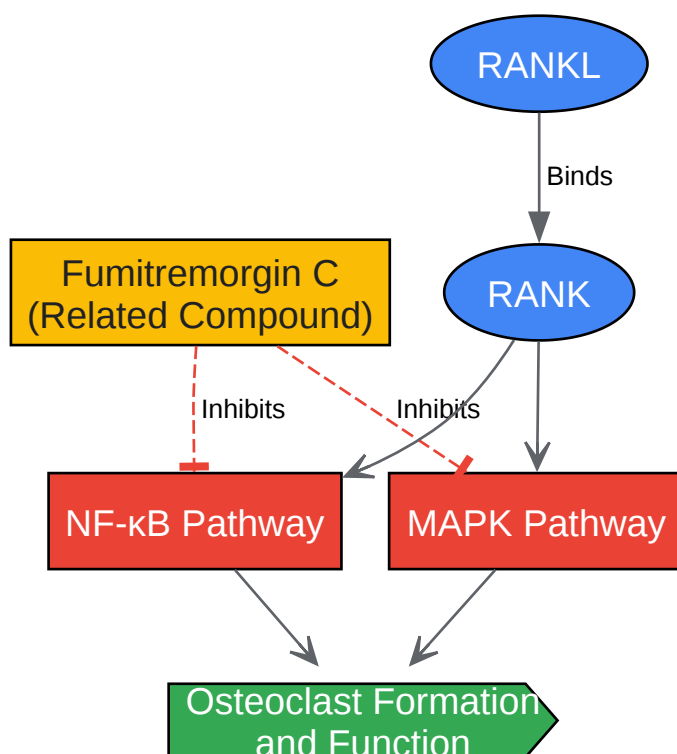 RANKL
Binds
Fumitremorgin C
(Related Compound)
RANK
Inhibits
Inhibits
NF-κB Pathway
MAPK Pathway
Osteoclast Formation
and Function